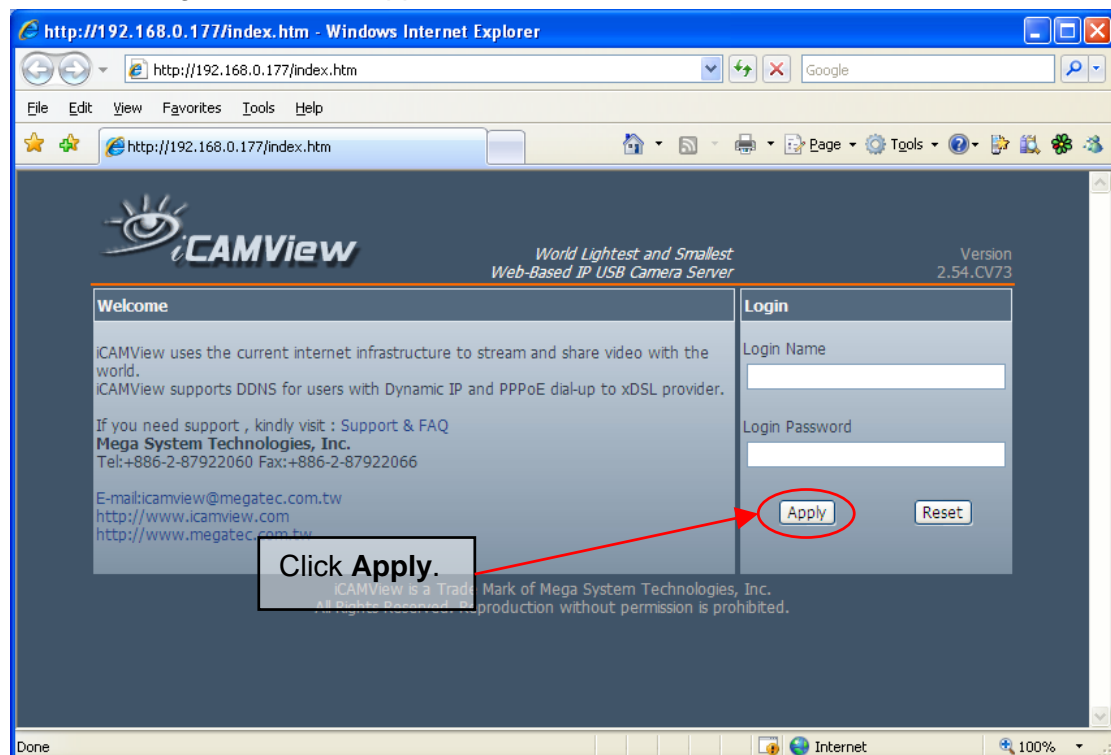 http://192.168.0.177/index.htm - Windows Internet Explorer
http://192.168.0.177/index.htm
Google
File Edit View Favorites Tools Help
http://192.168.0.177/index.htm
Page Tools
iCAMView
World Lightest and Smallest
Web-Based IP USB Camera Server
Version
2.54.CV73
Welcome
iCAMView uses the current internet infrastructure to stream and share video with the
world.
iCAMView supports DDNS for users with Dynamic IP and PPPoE dial-up to xDSL provider.
If you need support , kindly visit : Support & FAQ
Mega System Technologies, Inc.
Tel:+886-2-87922060 Fax:+886-2-87922066
E-mail:icamview@megatec.com.tw
http://www.icamview.com
http://www.megatec.com.tw
Login
Login Name
Login Password
Apply Reset
Click Apply.
iCAMView is a Trade Mark of Mega System Technologies, Inc.
All Rights Reserved. Reproduction without permission is prohibited.
Done
Internet
100%